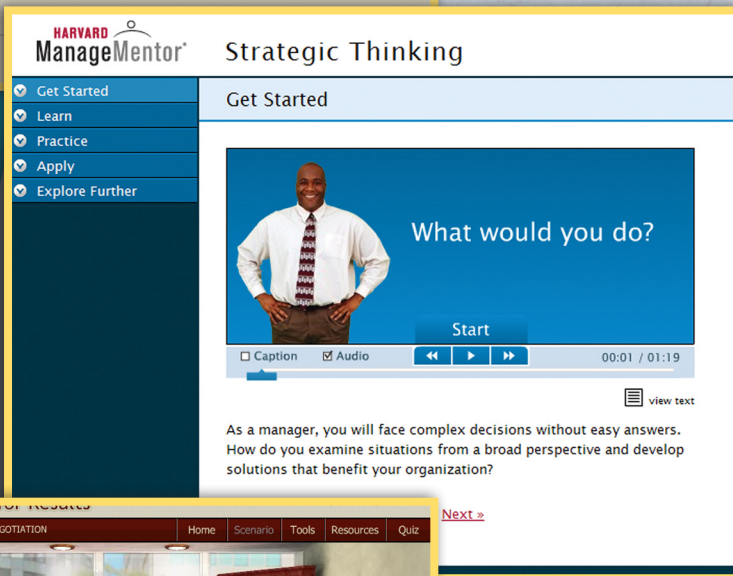 HARVARD
ManageMentor
Strategic Thinking
Get Started
Learn
Practice
Apply
Explore Further
Get Started
What would you do?
Start
Caption
Audio
00:01 / 01:19
view text
As a manager, you will face complex decisions without easy answers.
How do you examine situations from a broad perspective and develop
solutions that benefit your organization?
Next »
Home Scenario Tools Resources Quiz